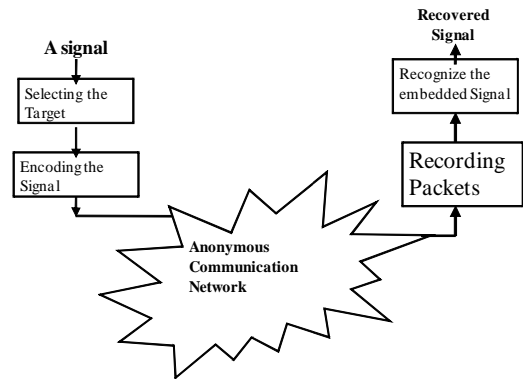 A signal
Selecting the
Target
Encoding the
Signal
Anonymous
Communication
Network
Recording
Packets
Recognize the
embedded Signal
Recovered
Signal